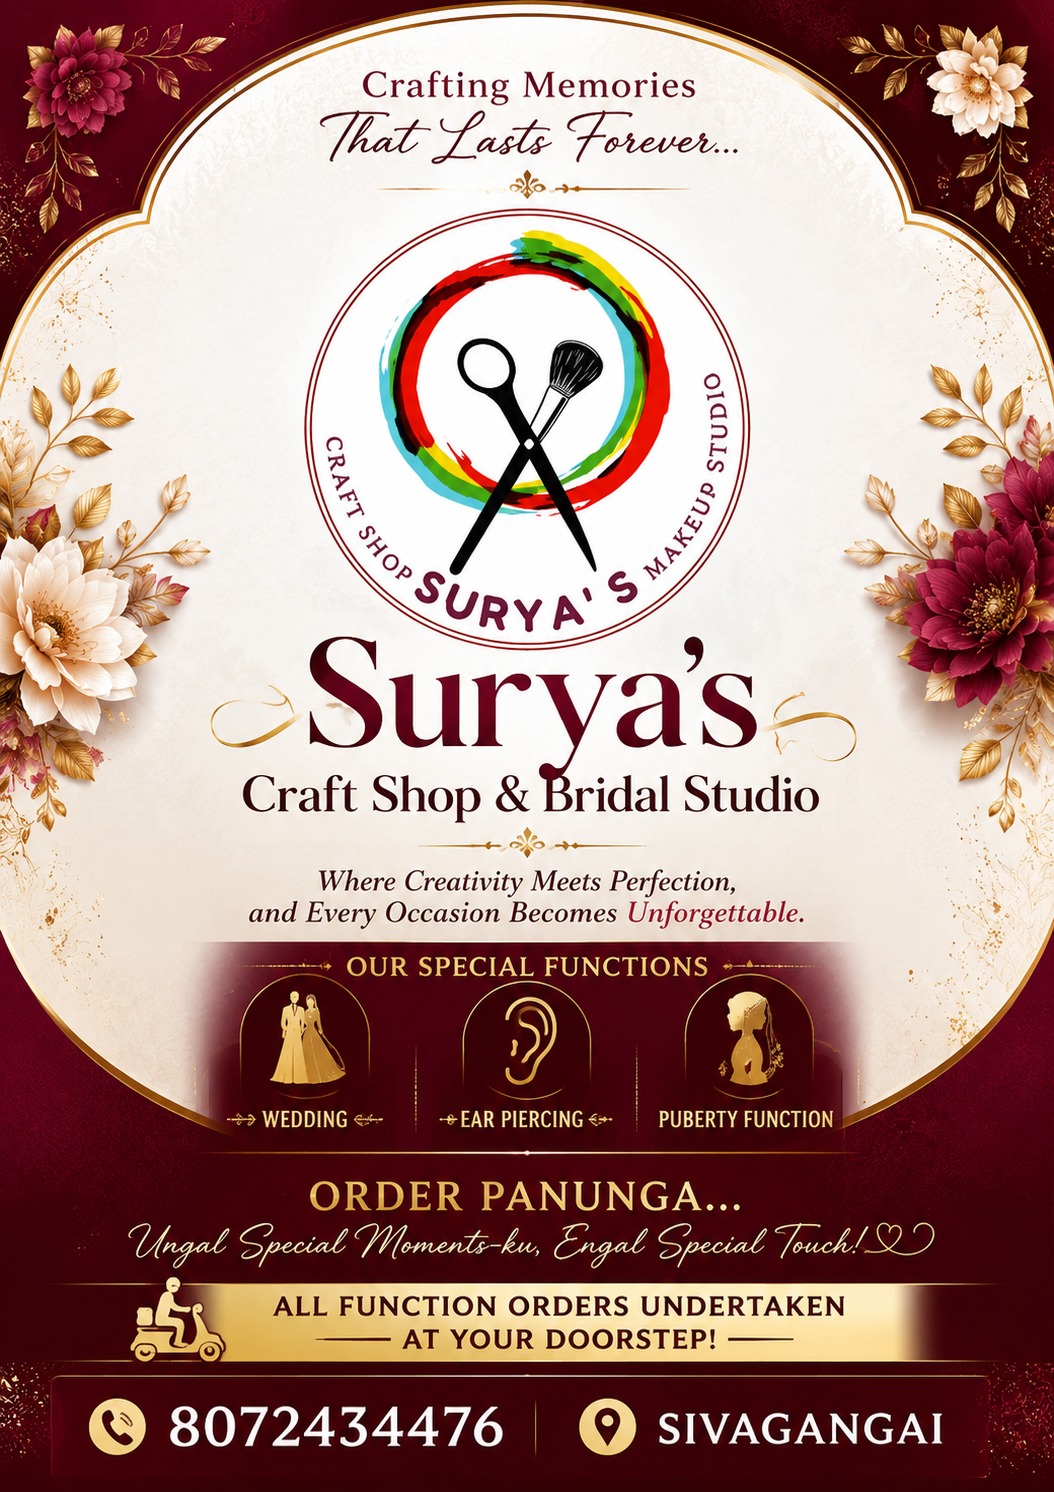 Crafting Memories
That Lasts Forever...
CRAFT SHOP SURYA'S MAKEUP STUDIO
Surya's
Craft Shop & Bridal Studio
Where Creativity Meets Perfection,
and Every Occasion Becomes Unforgettable.
OUR SPECIAL FUNCTIONS
WEDDING
EAR PIERCING
PUBERTY FUNCTION
ORDER PANUNGA...
Ungal Special Moments-ku, Engal Special Touch!
ALL FUNCTION ORDERS UNDERTAKEN
AT YOUR DOORSTEP!
8072434476
SIVAGANGAI